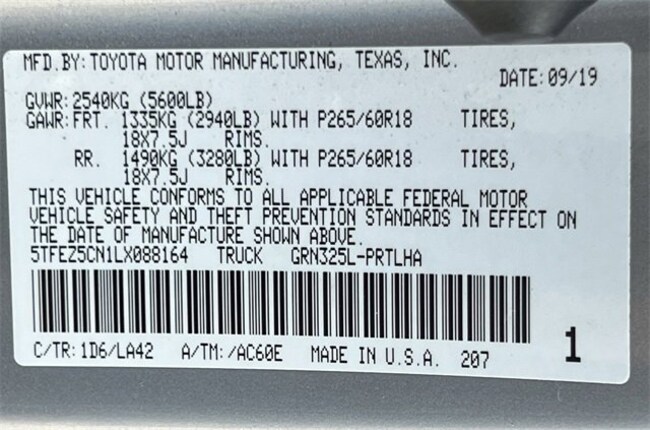 MFD.BY:TOYOTA MOTOR MANUFACTURING, TEXAS, INC.
DATE:09/19
GVWR:2540KG (5600LB)
GAWR:FRT. 1335KG (2940LB) WITH P265/60R18 TIRES,
18X7.5J RIMS.
RR. 1490KG (3280LB) WITH P265/60R18 TIRES,
18X7.5J RIMS.
THIS VEHICLE CONFORMS TO ALL APPLICABLE FEDERAL MOTOR
VEHICLE SAFETY AND THEFT PREVENTION STANDARDS IN EFFECT ON
THE DATE OF MANUFACTURE SHOWN ABOVE.
5TFEZ5CN1LX088164 TRUCK GRN325L-PRTLHA
C/TR:1D6/LA42 A/TM:/AC60E MADE IN U.S.A. 207 1